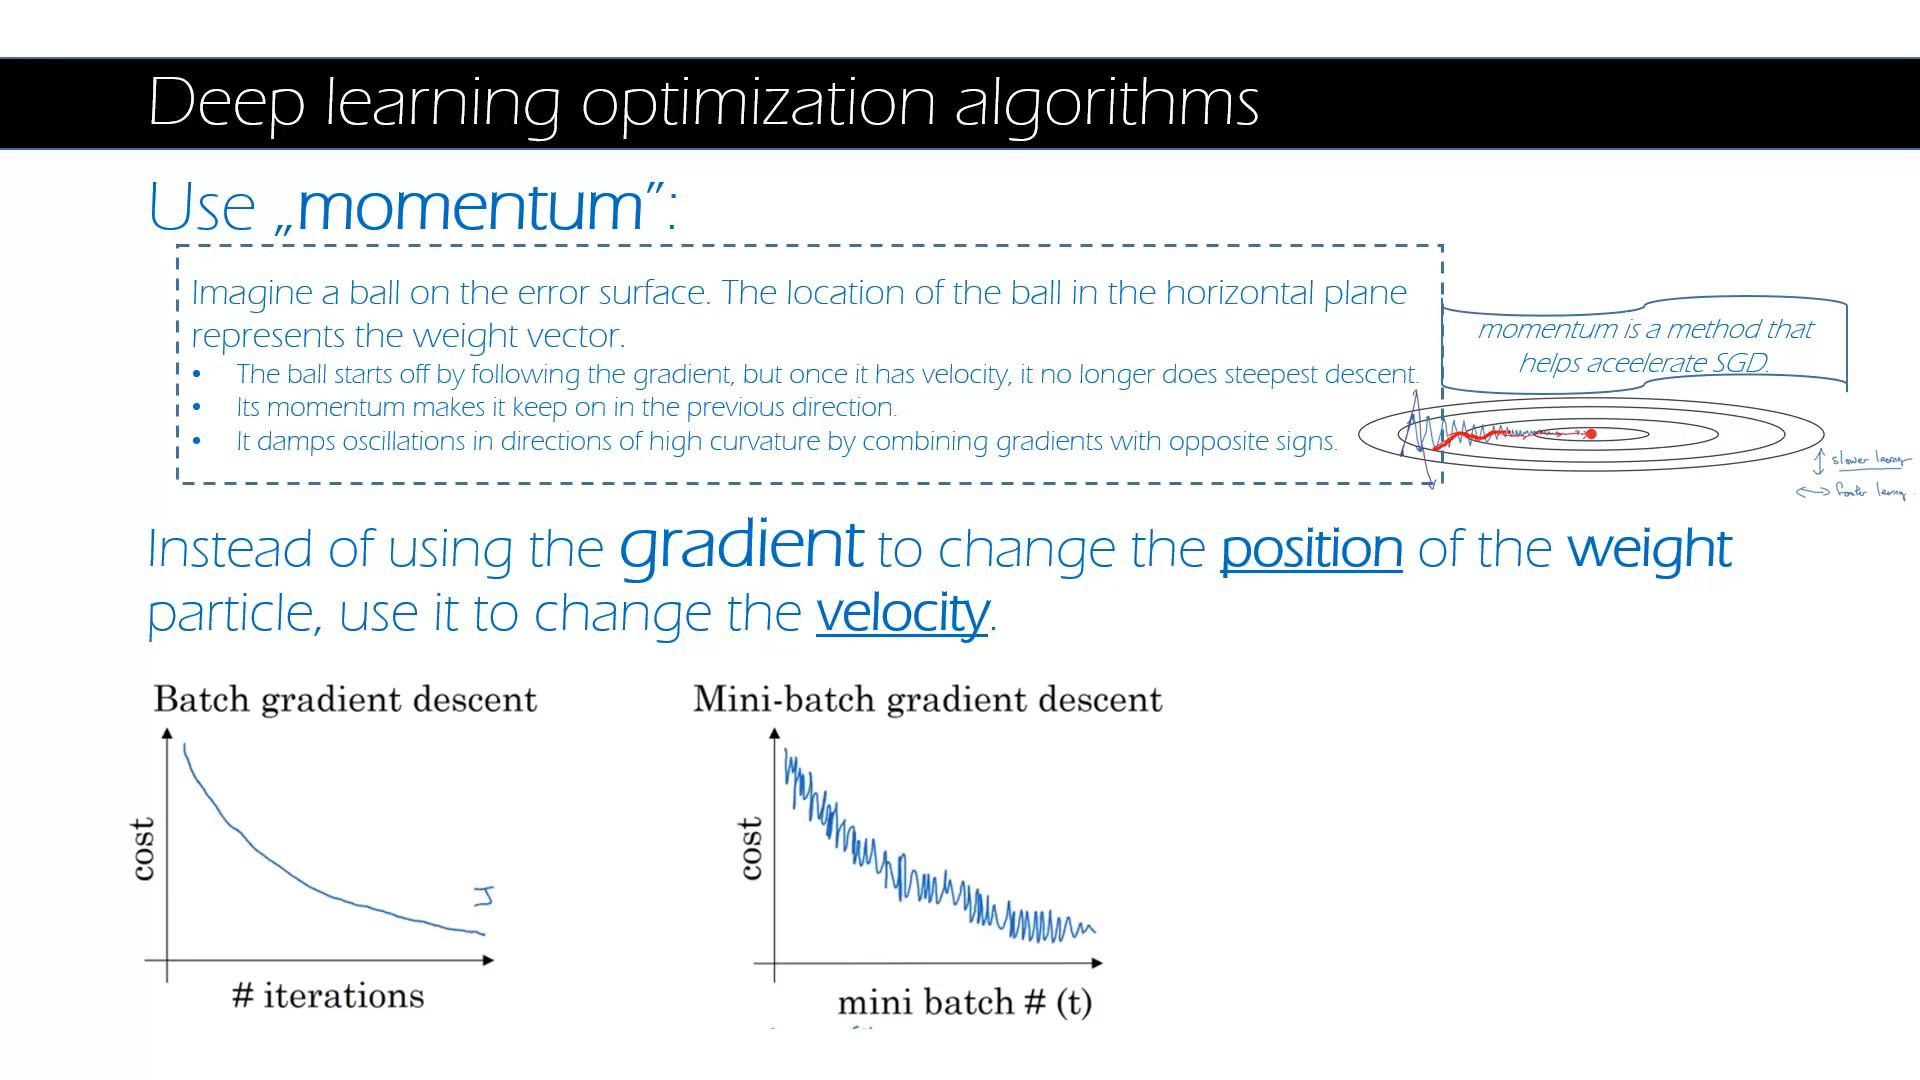 Deep learning optimization algorithms
Use „momentum”:
Imagine a ball on the error surface. The location of the ball in the horizontal plane
represents the weight vector.
• The ball starts off by following the gradient, but once it has velocity, it no longer does steepest descent.
• Its momentum makes it keep on in the previous direction.
• It damps oscillations in directions of high curvature by combining gradients with opposite signs.
momentum is a method that
helps aceelerate SGD.
slower learning
faster learning
Instead of using the gradient to change the position of the weight
particle, use it to change the velocity.
Batch gradient descent
cost
J
# iterations
Mini-batch gradient descent
cost
mini batch # (t)